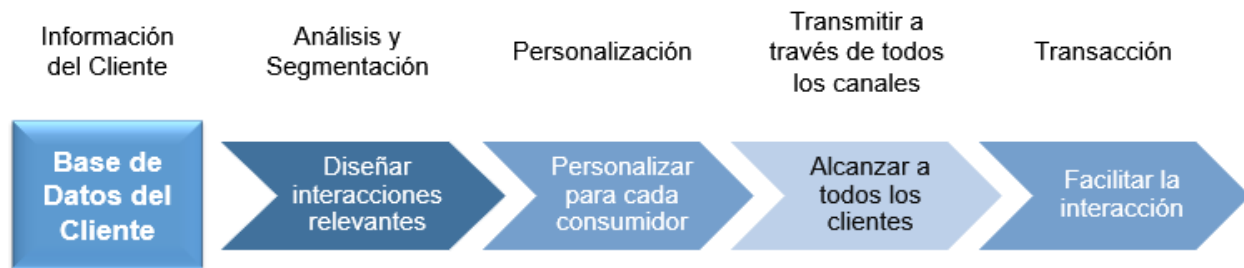 Información
del Cliente
Análisis y
Segmentación
Personalización
Transmitir a
través de todos
los canales
Transacción
Base de
Datos del
Cliente
Diseñar
interacciones
relevantes
Personalizar
para cada
consumidor
Alcanzar a
todos los
clientes
Facilitar la
interacción